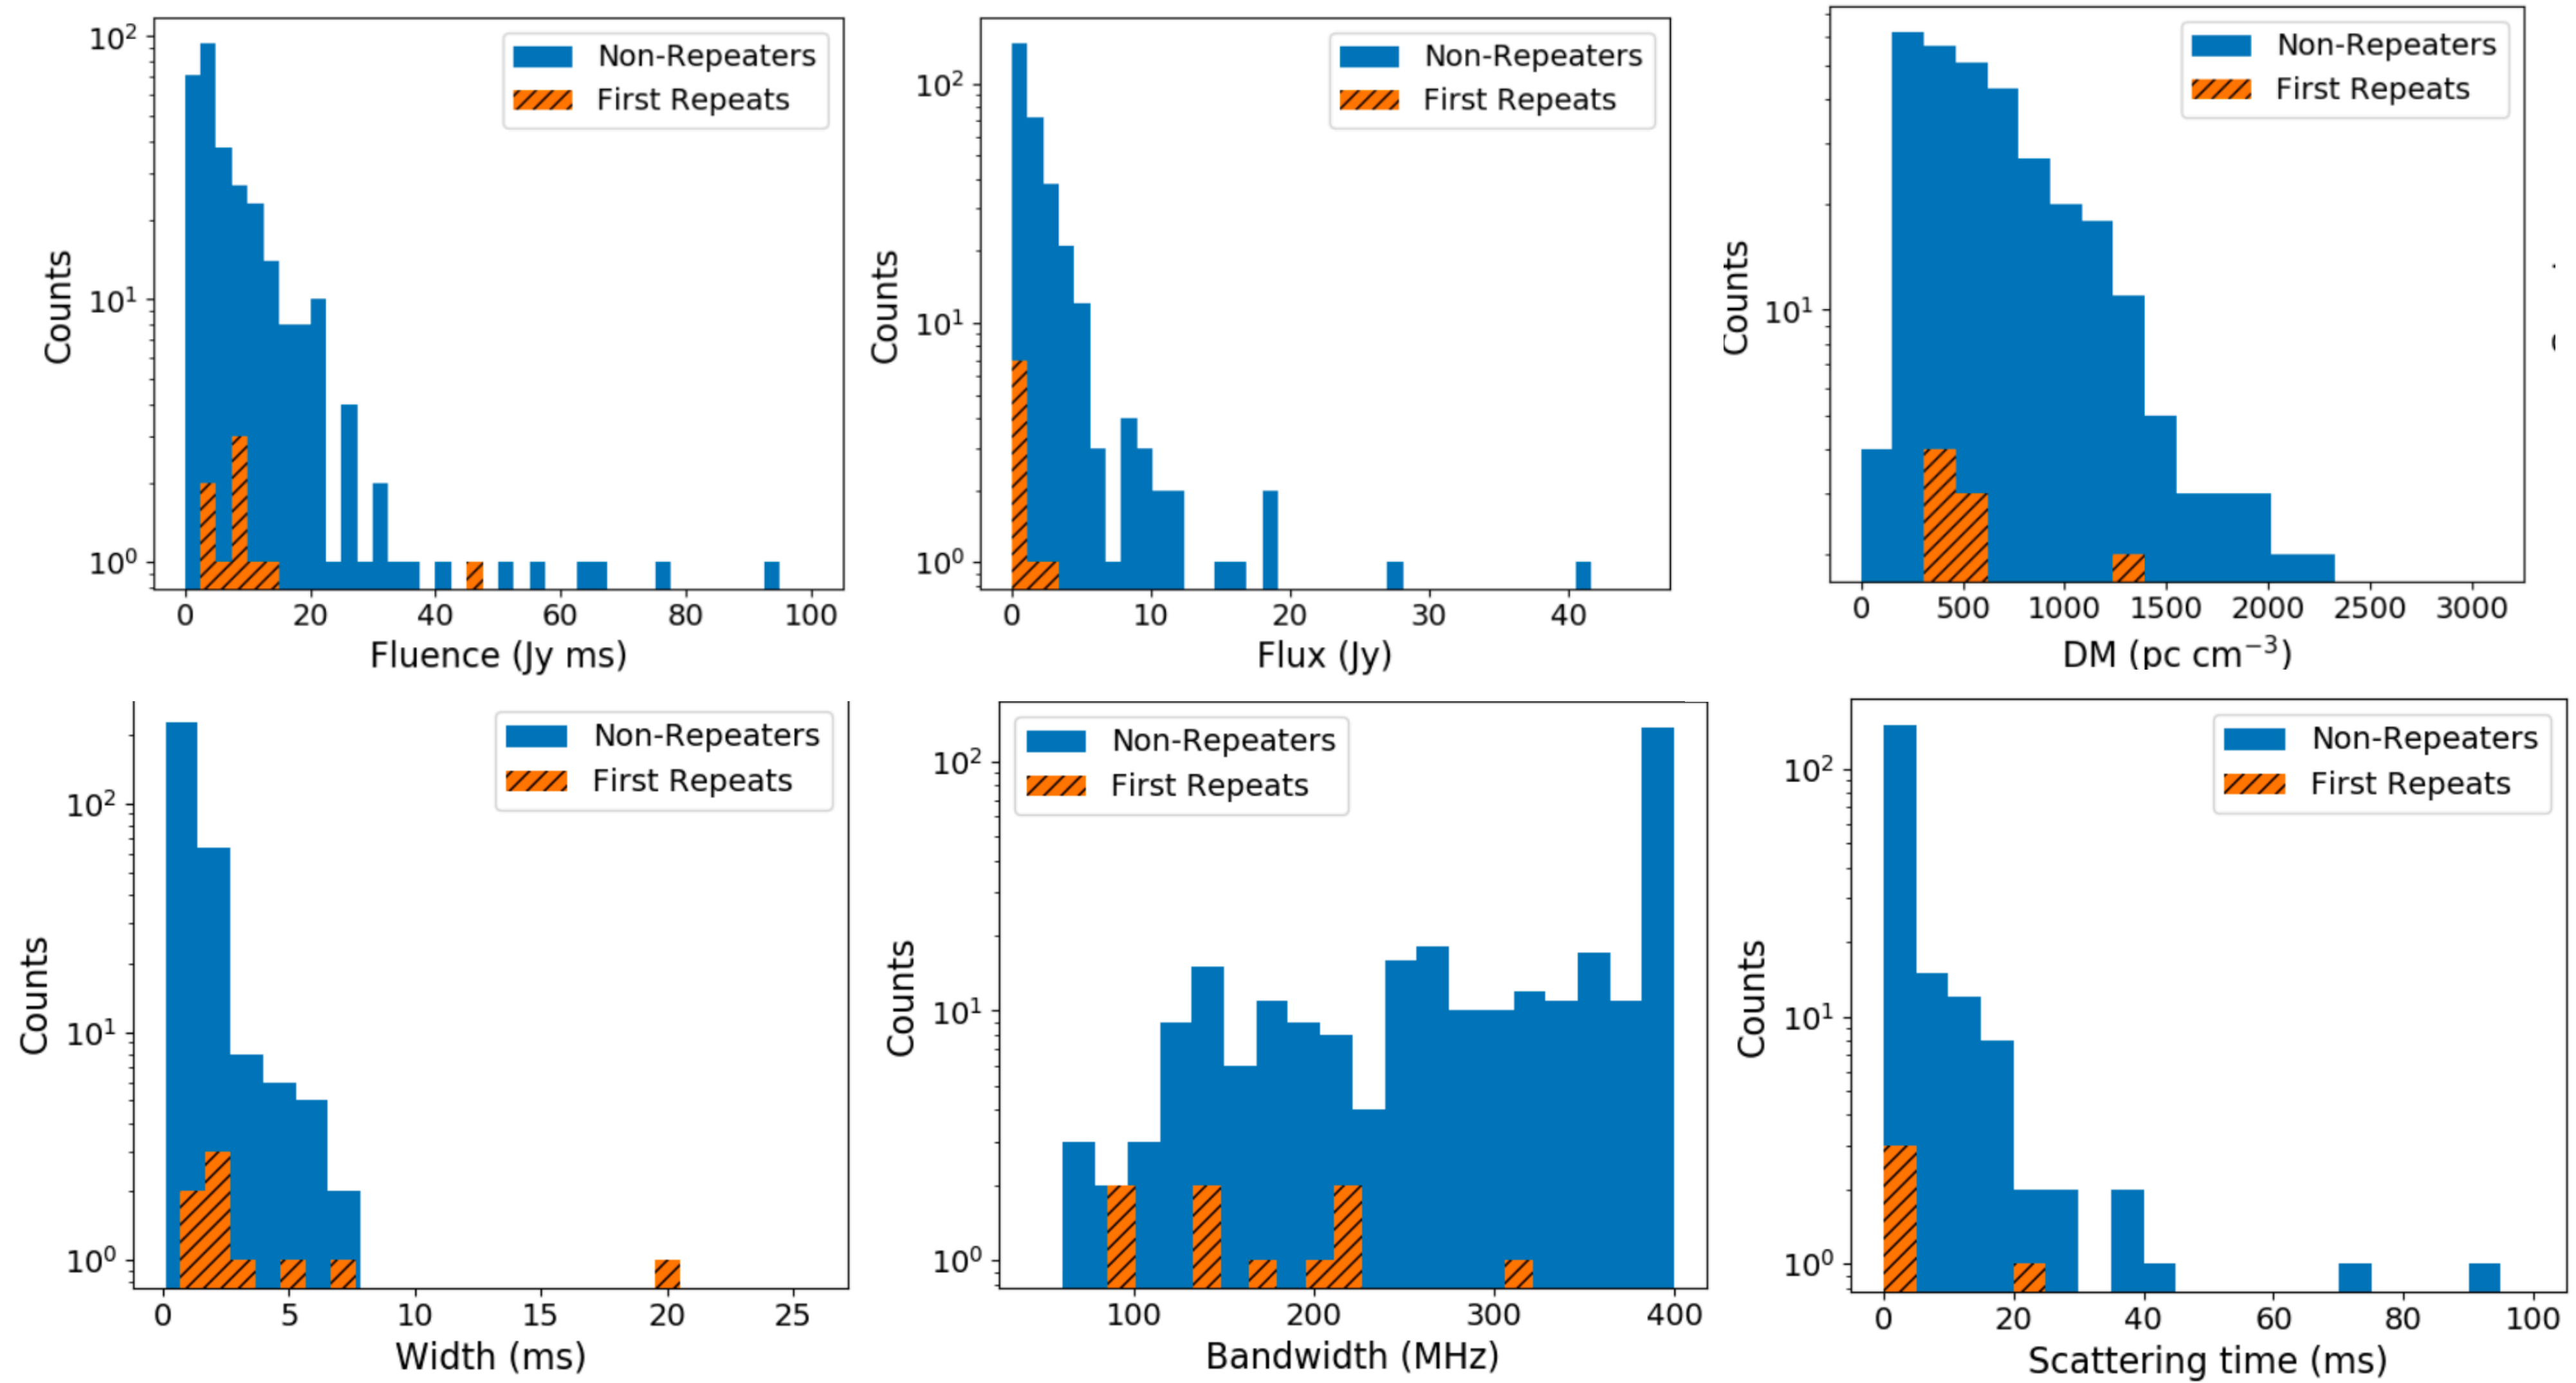 Non-Repeaters
First Repeats
10²
10¹
10⁰
Counts
0 20 40 60 80 100
Fluence (Jy ms)
Non-Repeaters
First Repeats
10²
10¹
10⁰
Counts
0 10 20 30 40
Flux (Jy)
Non-Repeaters
First Repeats
10¹
Counts
0 500 1000 1500 2000 2500 3000
DM (pc cm⁻³)
Non-Repeaters
First Repeats
10²
10¹
10⁰
Counts
0 5 10 15 20 25
Width (ms)
Non-Repeaters
First Repeats
10²
10¹
10⁰
Counts
100 200 300 400
Bandwidth (MHz)
Non-Repeaters
First Repeats
10²
10¹
10⁰
Counts
0 20 40 60 80 100
Scattering time (ms)